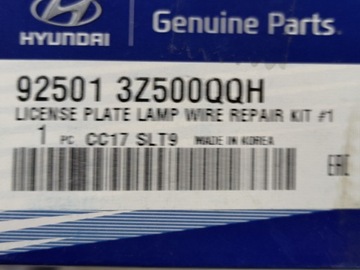 HYUNDAI
Genuine Parts
92501 3Z500QQH
LICENSE PLATE LAMP WIRE REPAIR KIT #1
1 PC CC17 SLT9 MADE IN KOREA
EAC